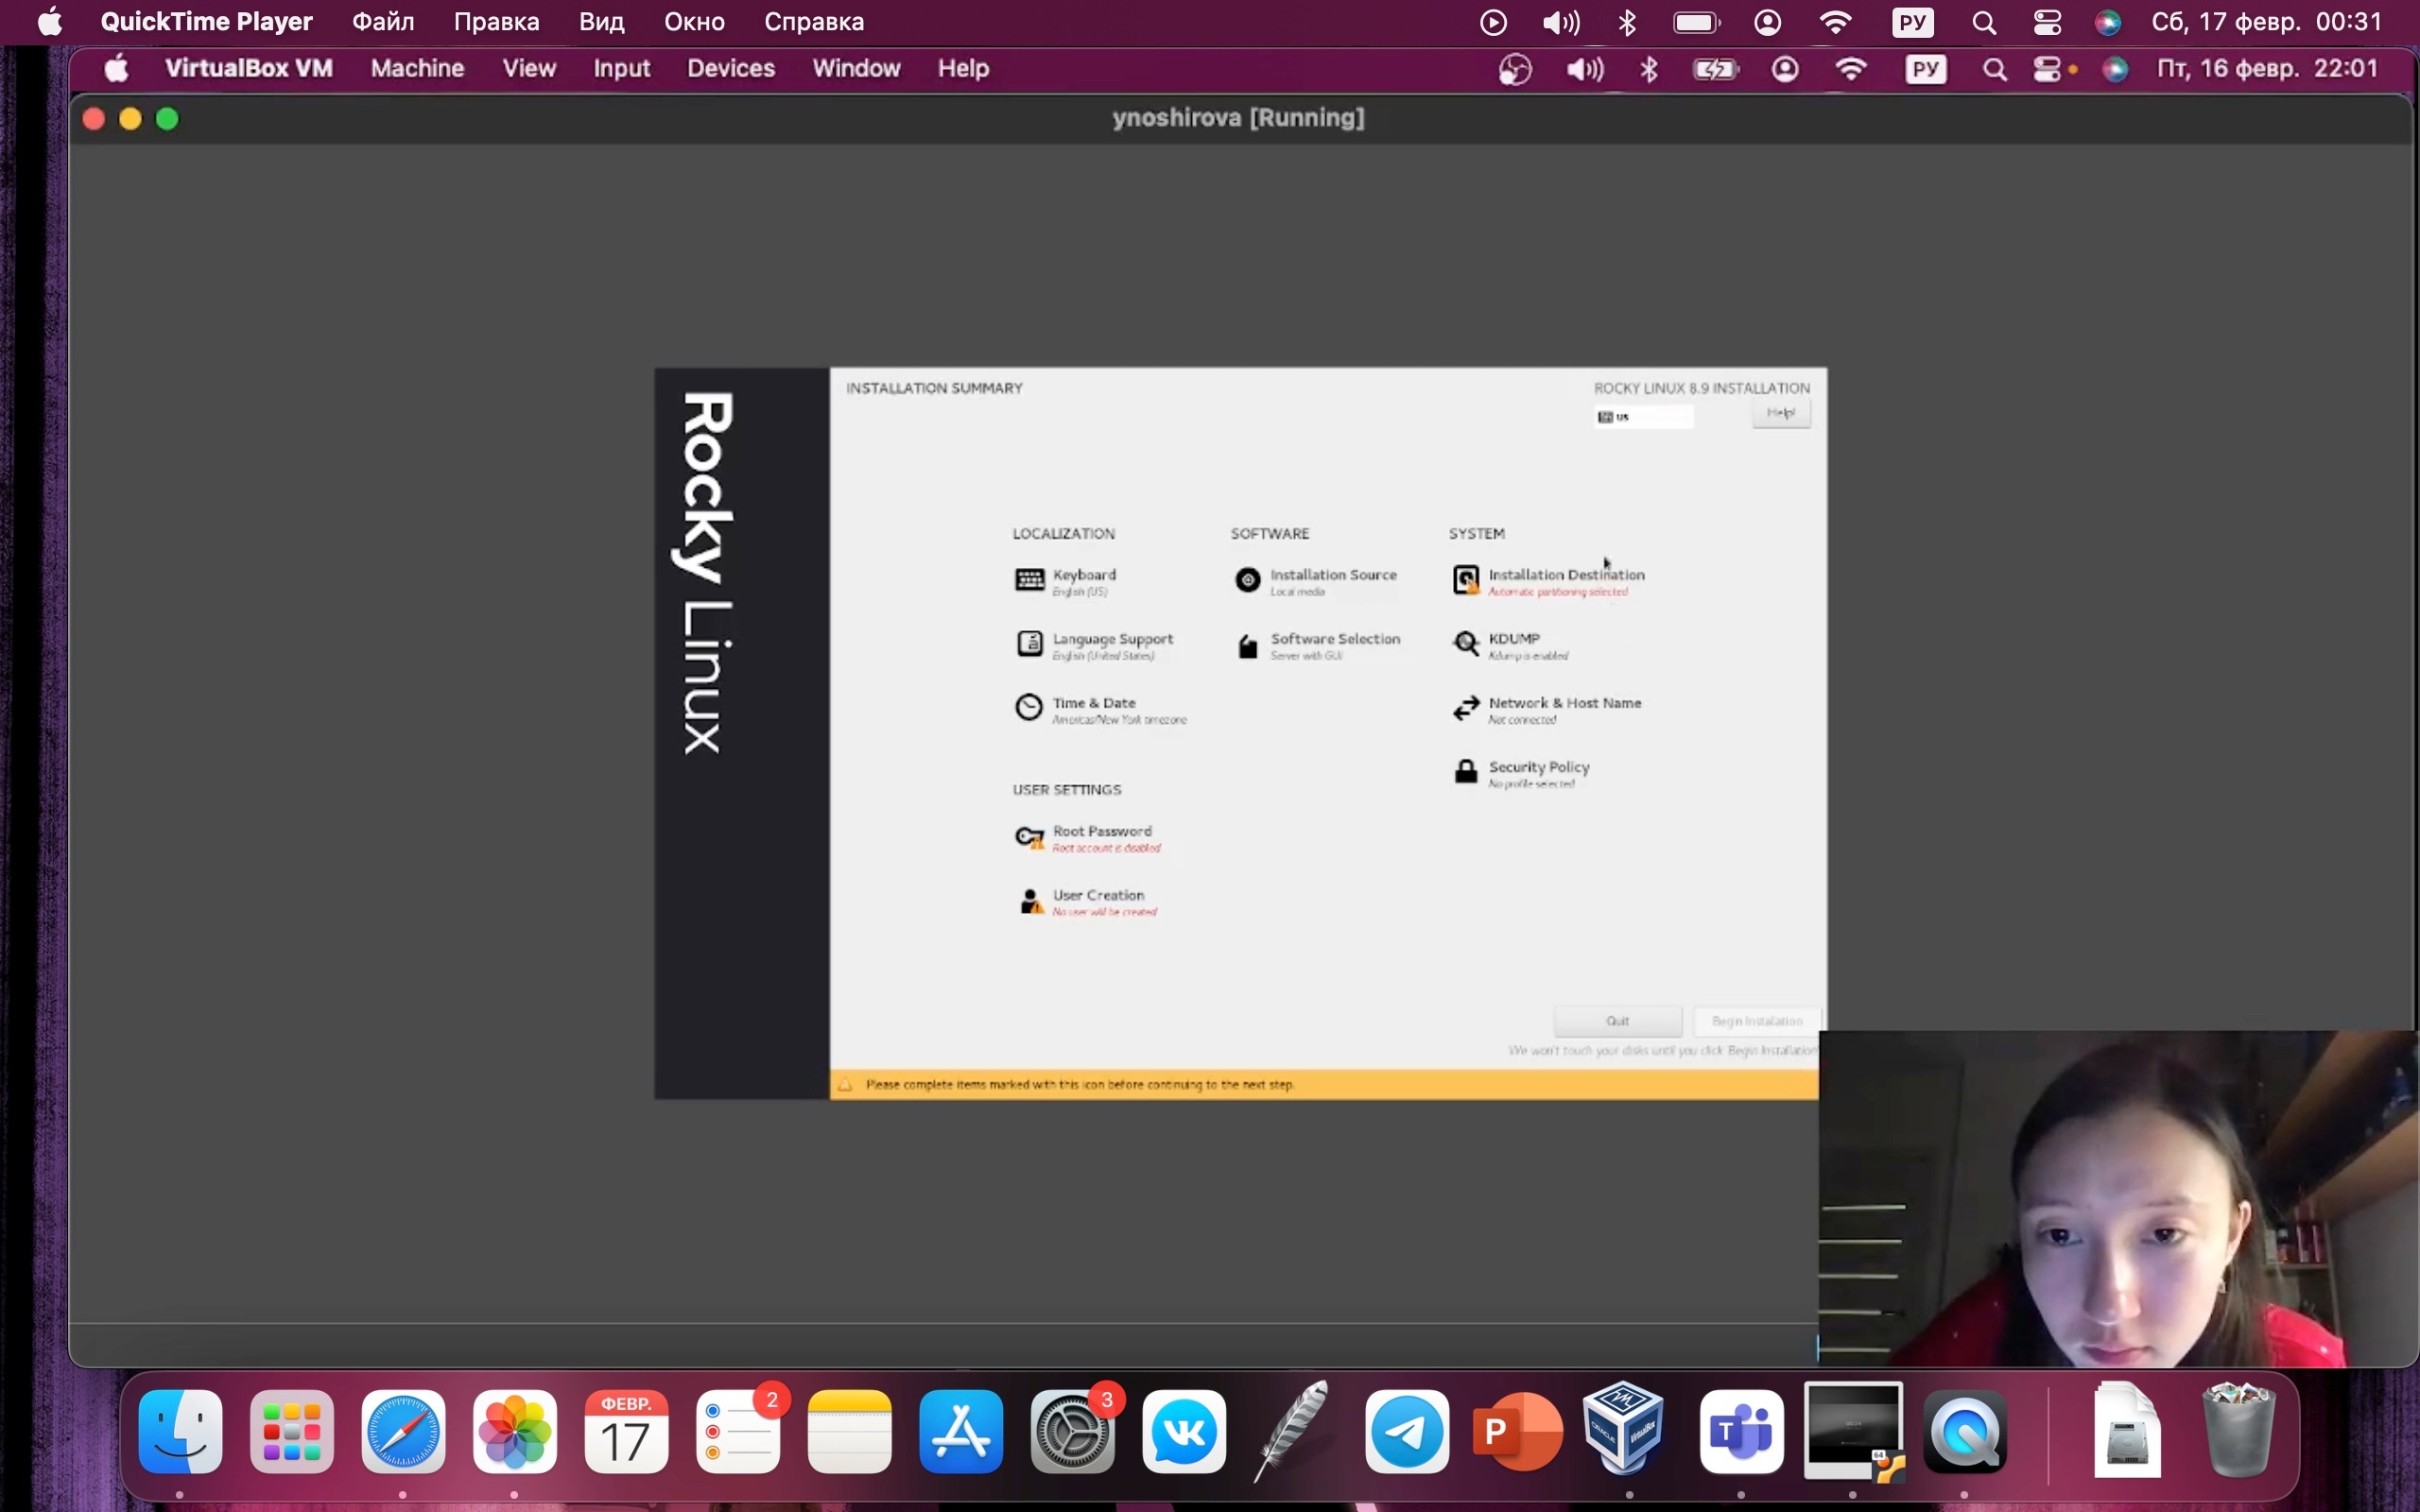 QuickTime Player Файл Правка Вид Окно Справка РУ Сб, 17 февр. 00:31
VirtualBox VM Machine View Input Devices Window Help РУ Пт, 16 февр. 22:01
ynoshirova [Running]
Rocky Linux
INSTALLATION SUMMARY
ROCKY LINUX 8.9 INSTALLATION
us
Help!
LOCALIZATION
Keyboard
English (US)
Language Support
English (United States)
Time & Date
Americas/New York timezone
SOFTWARE
Installation Source
Local media
Software Selection
Server with GUI
SYSTEM
Installation Destination
Automatic partitioning selected
KDUMP
Kdump is enabled
Network & Host Name
Not connected
Security Policy
No profile selected
USER SETTINGS
Root Password
Root account is disabled
User Creation
No user will be created
Quit
Begin Installation
We won't touch your disks until you click 'Begin Installation'
Please complete items marked with this icon before continuing to the next step.
ФЕВР.
17
2
3
P
T